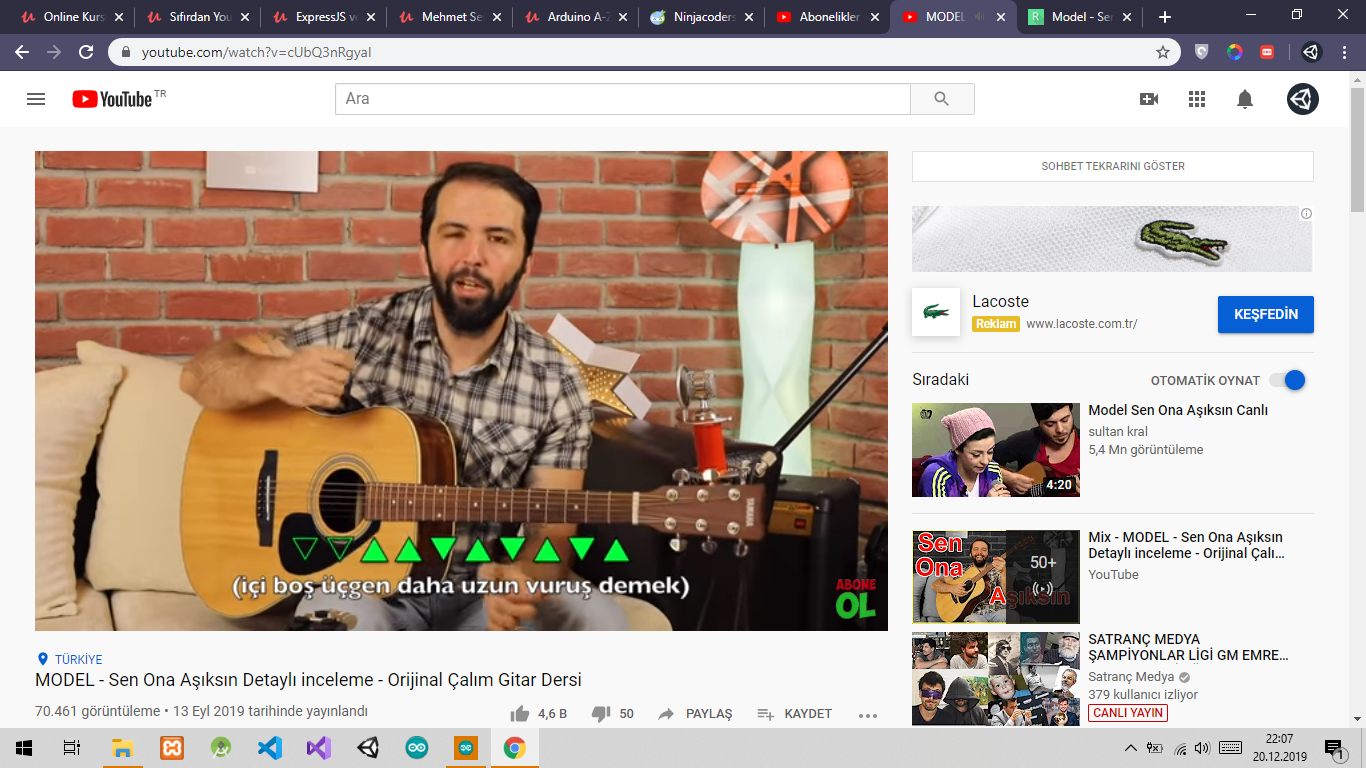 Online Kurs
Sıfırdan You
ExpressJS ve
Mehmet Se
Arduino A-Z
Ninjacoders
Abonelikler
MODEL
R
Model - Ser
youtube.com/watch?v=cUbQ3nRgyaI
YouTube TR
Ara
SOHBET TEKRARINI GÖSTER
Lacoste
Reklam www.lacoste.com.tr/
KEŞFEDİN
Sıradaki
OTOMATİK OYNAT
Model Sen Ona Aşıksın Canlı
sultan kral
5,4 Mn görüntüleme
4:20
Sen
Ona
Aşıksın
50+
Mix - MODEL - Sen Ona Aşıksın
Detaylı inceleme - Orijinal Çalı...
YouTube
SATRANÇ MEDYA
ŞAMPİYONLAR LİGİ GM EMRE...
Satranç Medya
379 kullanıcı izliyor
CANLI YAYIN
YAMAHA
(içi boş üçgen daha uzun vuruş demek)
ABONE
OL
TÜRKİYE
MODEL - Sen Ona Aşıksın Detaylı inceleme - Orijinal Çalım Gitar Dersi
70.461 görüntüleme • 13 Eyl 2019 tarihinde yayınlandı
4,6 B
50
PAYLAŞ
KAYDET
22:07
20.12.2019
1